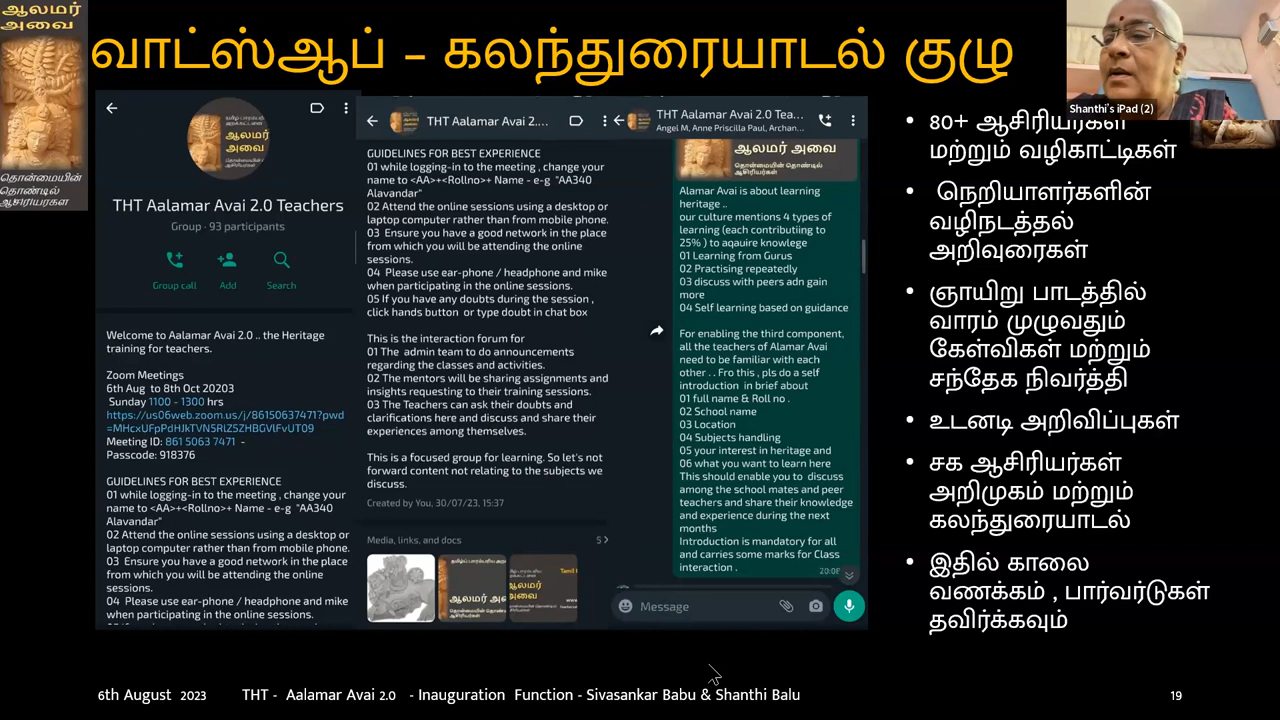 ஆலமர்
அவை
தொன்மையின்
தொண்டில்
ஆசிரியர்கள்
வாட்ஸ்ஆப் – கலந்துரையாடல் குழு
Shanthi's iPad (2)
தமிழ்ப் பாரம்பரிய
அறக்கட்டளை
ஆலமர்
அவை
THT Aalamar Avai 2.0 Teachers
Group · 93 participants
Group call Add Search
Welcome to Aalamar Avai 2.0 .. the Heritage
training for teachers.
Zoom Meetings
6th Aug to 8th Oct 20203
Sunday 1100 - 1300 hrs
https://us06web.zoom.us/j/86150637471?pwd
=MHcxUFpPdHJkTVN5RlZ5ZHBGVlFvUT09
Meeting ID: 861 5063 7471 -
Passcode: 918376
GUIDELINES FOR BEST EXPERIENCE
01 while logging-in to the meeting , change your
name to <AA>+<Rollno>+ Name - e-g "AA340
Alavandar"
02 Attend the online sessions using a desktop or
laptop computer rather than from mobile phone.
03 Ensure you have a good network in the place
from which you will be attending the online
sessions.
04 Please use ear-phone / headphone and mike
when participating in the online sessions.
THT Aalamar Avai 2....
GUIDELINES FOR BEST EXPERIENCE
01 while logging-in to the meeting , change your
name to <AA>+<Rollno>+ Name - e-g "AA340
Alavandar"
02 Attend the online sessions using a desktop or
laptop computer rather than from mobile phone.
03 Ensure you have a good network in the place
from which you will be attending the online
sessions.
04 Please use ear-phone / headphone and mike
when participating in the online sessions.
05 If you have any doubts during the session ,
click hands button or type doubt in chat box
This is the interaction forum for
01 The admin team to do announcements
regarding the classes and activities.
02 The mentors will be sharing assignments and
insights requesting to their training sessions.
03 The Teachers can ask their doubts and
clarifications here and discuss and share their
experiences among themselves.
This is a focused group for learning. So let's not
forward content not relating to the subjects we
discuss.
Created by You, 30/07/23, 15:37
Media, links, and docs 5 >
THT Aalamar Avai 2.0 Tea...
Angel M, Anne Priscilla Paul, Archan...
ஆலமர் அவை
தொன்மையின் தொண்டில்
ஆசிரியர்கள்
Alamar Avai is about learning
heritage ..
our culture mentions 4 types of
learning (each contributiing to
25% ) to aqauire knowlege
01 Learning from Gurus
02 Practising repeatedly
03 discuss with peers adn gain
more
04 Self learning based on guidance
For enabling the third component,
all the teachers of Alamar Avai
need to be familiar with each
other . . Fro this , pls do a self
introduction in brief about
01 full name & Roll no .
02 School name
03 Location
04 Subjects handling
05 your interest in heritage and
06 what you want to learn here
This should enable you to discuss
among the school mates and peer
teachers and share their knowledge
and experience during the next
months
Introduction is mandatory for all
and carries some marks for Class
interaction .
20:08
Message
• 80+ ஆசிரியர்கள்
மற்றும் வழிகாட்டிகள்
• நெறியாளர்களின்
வழிநடத்தல்
அறிவுரைகள்
• ஞாயிறு பாடத்தில்
வாரம் முழுவதும்
கேள்விகள் மற்றும்
சந்தேக நிவர்த்தி
• உடனடி அறிவிப்புகள்
• சக ஆசிரியர்கள்
அறிமுகம் மற்றும்
கலந்துரையாடல்
• இதில் காலை
வணக்கம் , பார்வர்டுகள்
தவிர்க்கவும்
6th August 2023 THT - Aalamar Avai 2.0 - Inauguration Function - Sivasankar Babu & Shanthi Balu 19